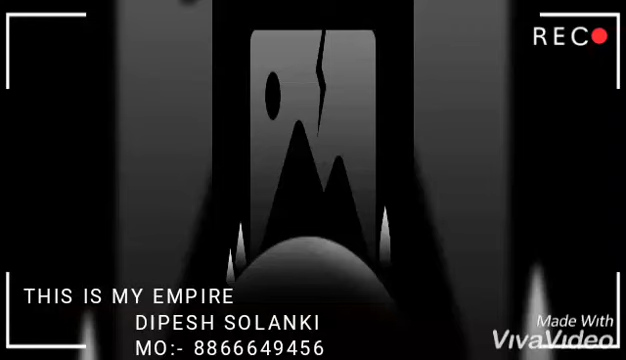 REC
THIS IS MY EMPIRE
DIPESH SOLANKI
MO:- 8866649456
Made With
VivaVideo